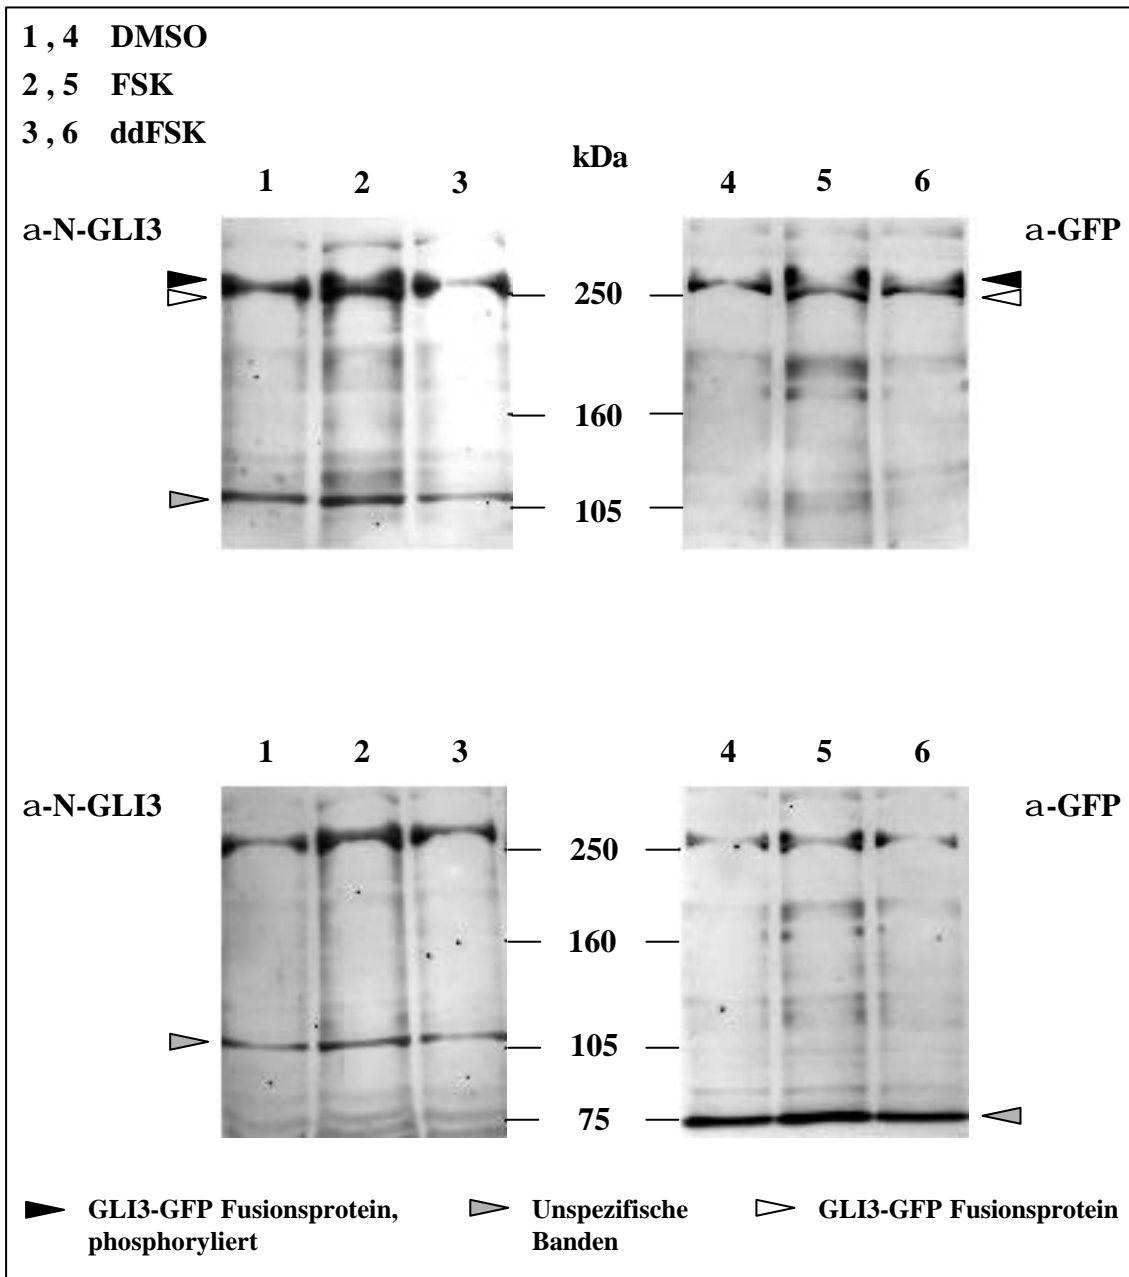 1 , 4 DMSO
2 , 5 FSK
3 , 6 ddFSK
kDa
1 2 3
4 5 6
a-N-GLI3
a-GFP
250
160
105
1 2 3
4 5 6
a-N-GLI3
a-GFP
250
160
105
75
GLI3-GFP Fusionsprotein,
phosphoryliert
Unspezifische
Banden
GLI3-GFP Fusionsprotein